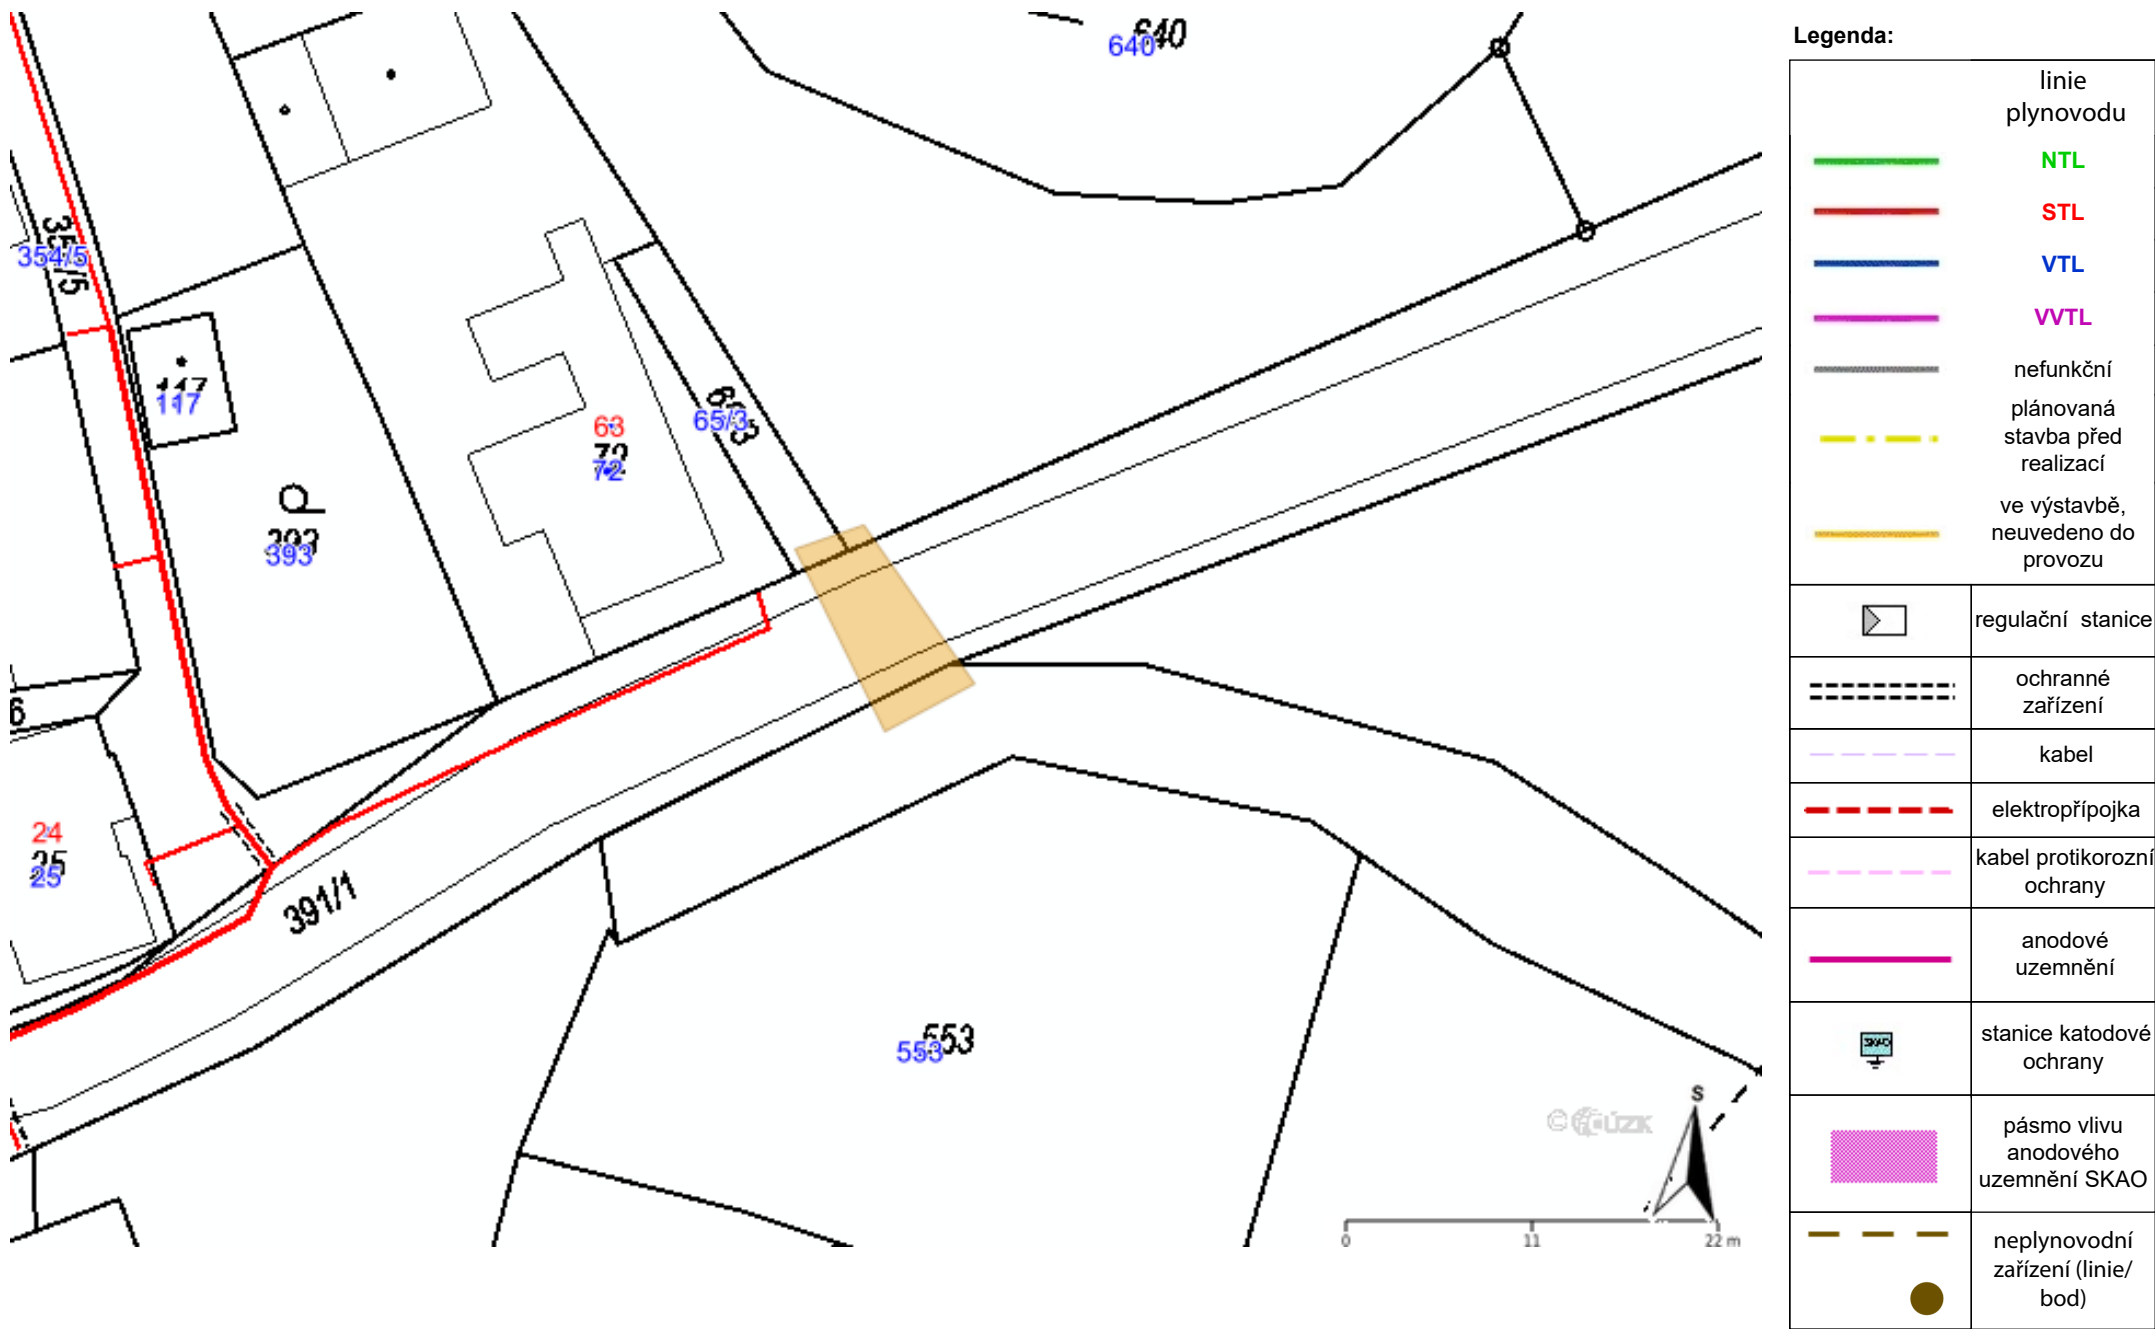 640
640
354/5
117
117
393
393
63
72
72
65/3
24
25
25
391/1
553
553
6
S
0 11 22 m
Legenda:
linie
plynovodu
NTL
STL
VTL
VVTL
nefunkční
plánovaná
stavba před
realizací
ve výstavbě,
neuvedeno do
provozu
regulační stanice
ochranné
zařízení
kabel
elektropřípojka
kabel protikorozní
ochrany
anodové
uzemnění
SKAO
stanice katodové
ochrany
pásmo vlivu
anodového
uzemnění SKAO
neplynovodní
zařízení (linie/
bod)